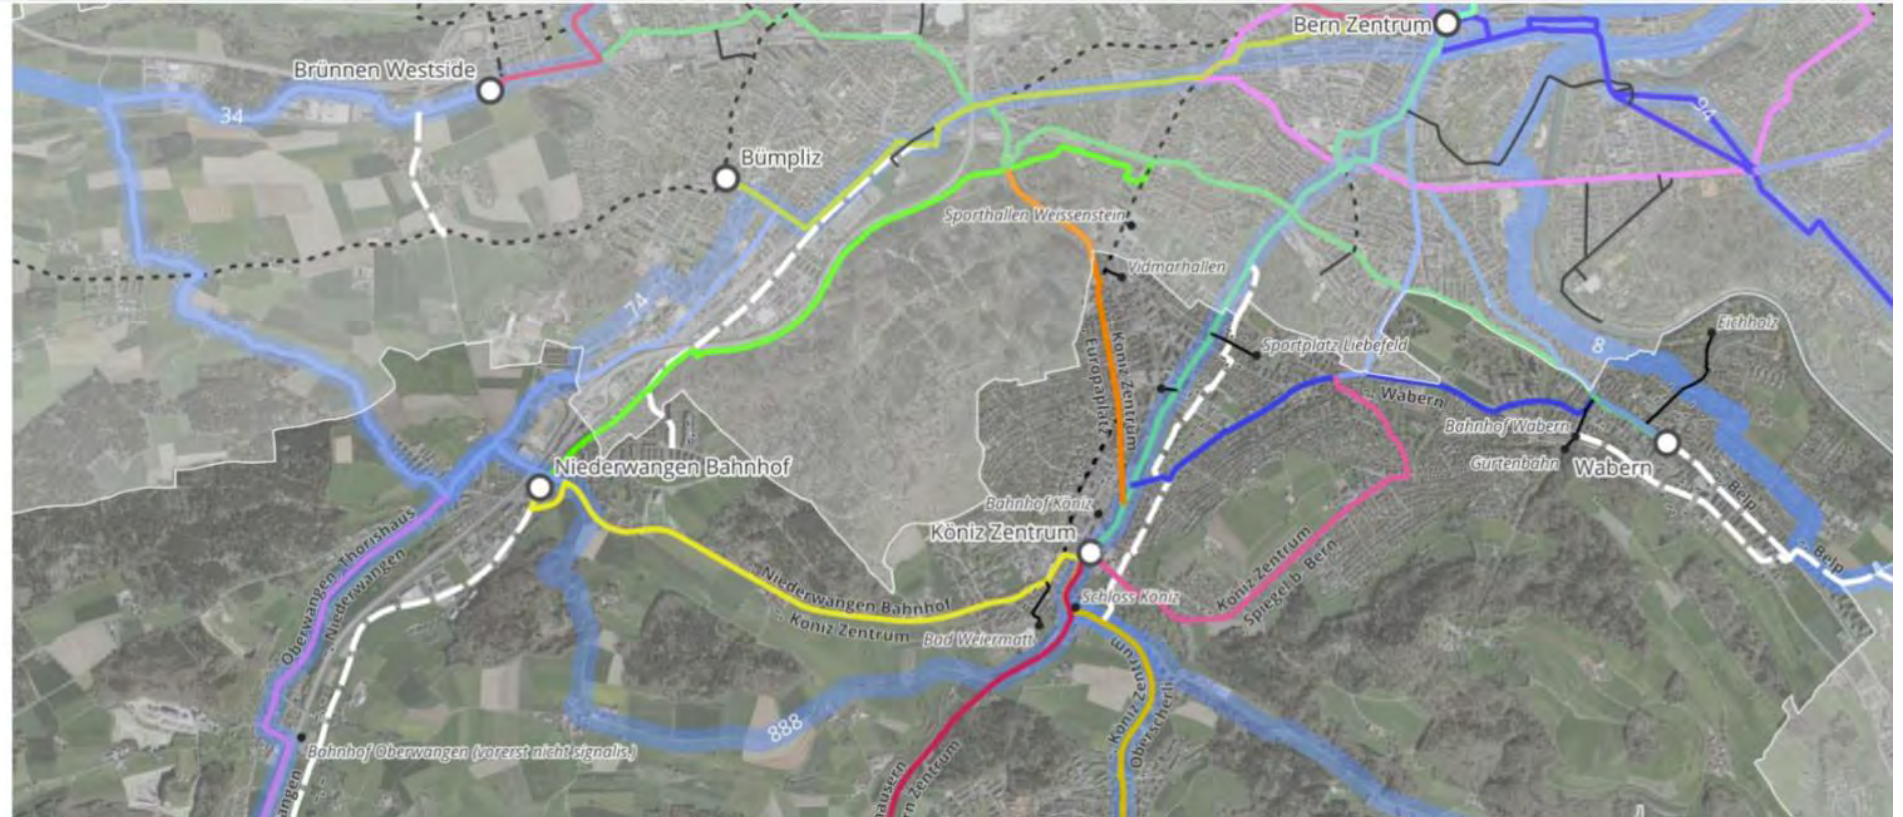 Bern Zentrum
Brünnen Westside
34
94
Bümpliz
Sporthallen Weissenstein
Vidmarhallen
74
Eichholz
8
Sportplatz Liebefeld
Köniz Zentrum
Europaplatz
Wabern
Bahnhof Wabern
Gurtenbahn
Wabern
Niederwangen Bahnhof
Belp
Bahnhof Köniz
Köniz Zentrum
Oberwangen, Thörishaus
Niederwangen
Belp
Niederwangen Bahnhof
Köniz Zentrum
Köniz Zentrum
Spiegel b. Bern
Schloss Köniz
Bad Weiermatt
Köniz Zentrum
Oberscherli
888
Bahnhof Oberwangen (vorerst nicht signalis.)